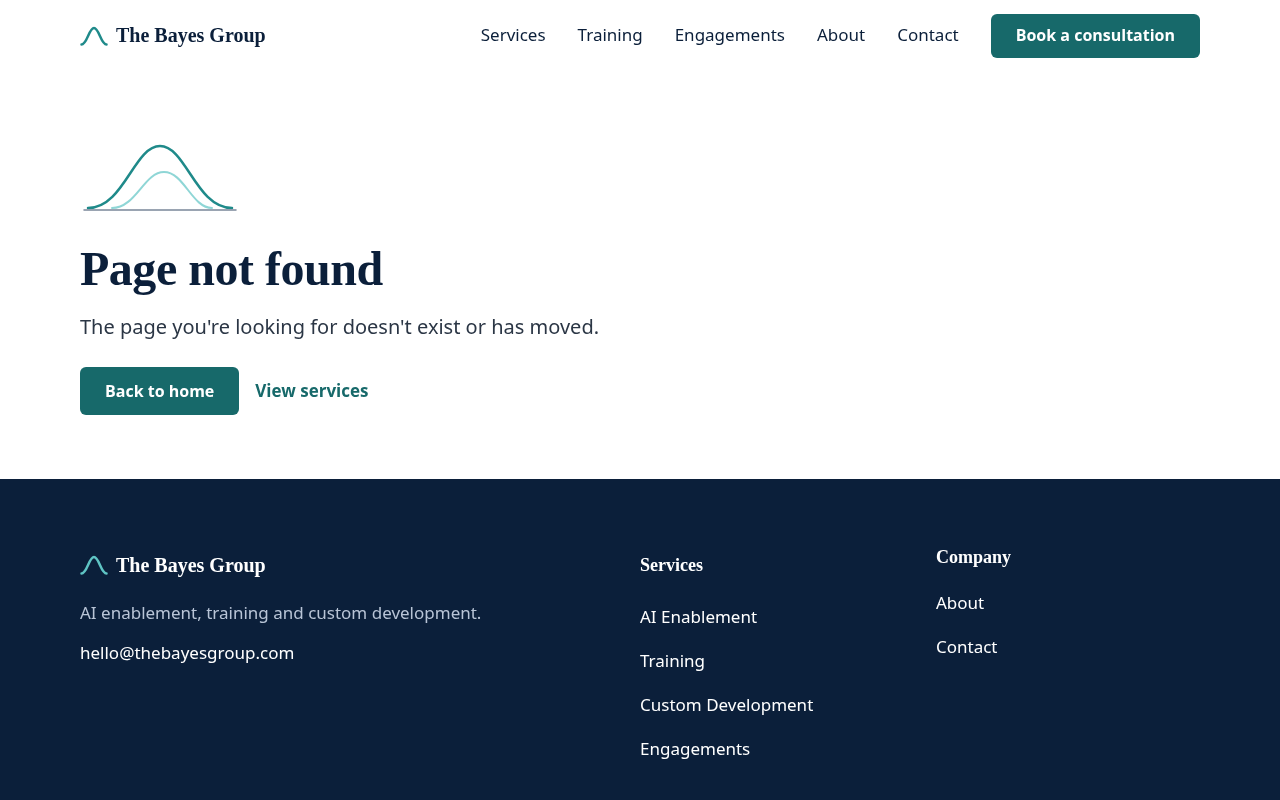 The Bayes Group
Services
Training
Engagements
About
Contact
Book a consultation
Page not found
The page you're looking for doesn't exist or has moved.
Back to home
View services
The Bayes Group
AI enablement, training and custom development.
hello@thebayesgroup.com
Services
AI Enablement
Training
Custom Development
Engagements
Company
About
Contact